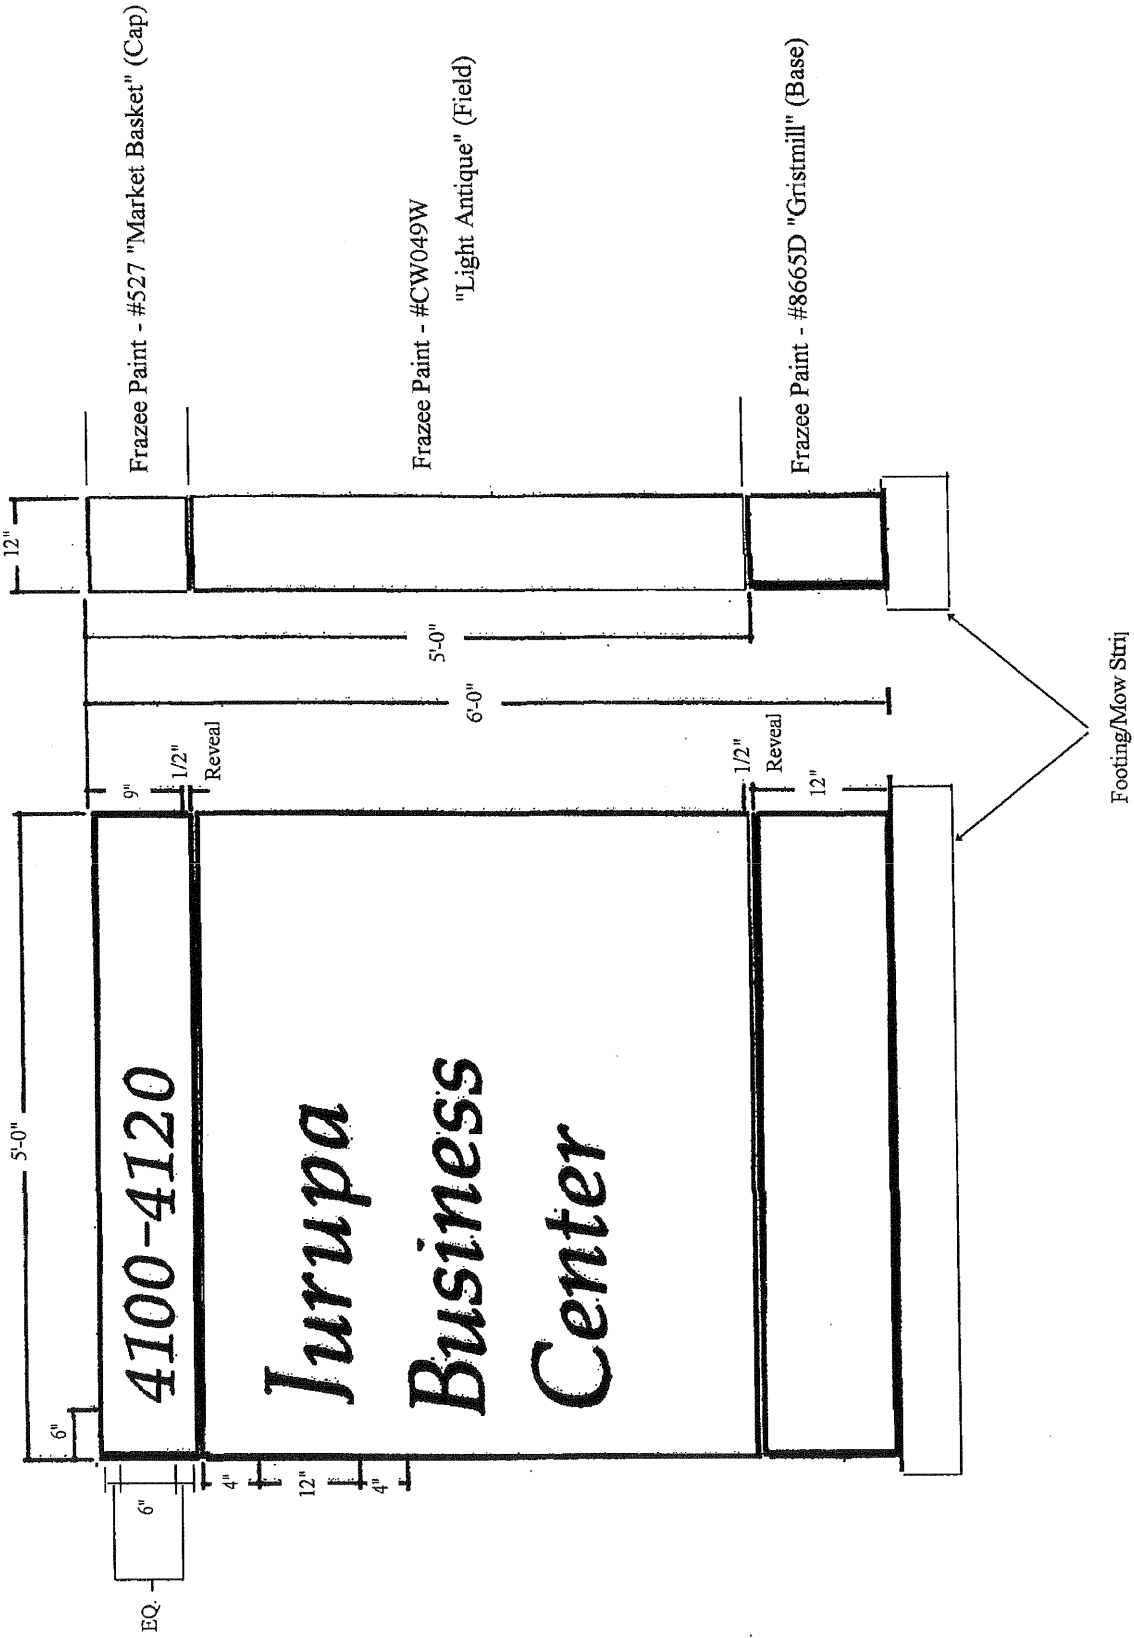 5'-0"
12"
6"
9"
4100-4120
EQ.
6"
1/2"
Reveal
Frazee Paint - #527 "Market Basket" (Cap)
4"
12"
4"
Jurupa
Business
Center
5'-0"
6'-0"
Frazee Paint - #CW049W
"Light Antique" (Field)
1/2"
Reveal
12"
Frazee Paint - #8665D "Gristmill" (Base)
Footing/Mow Strip